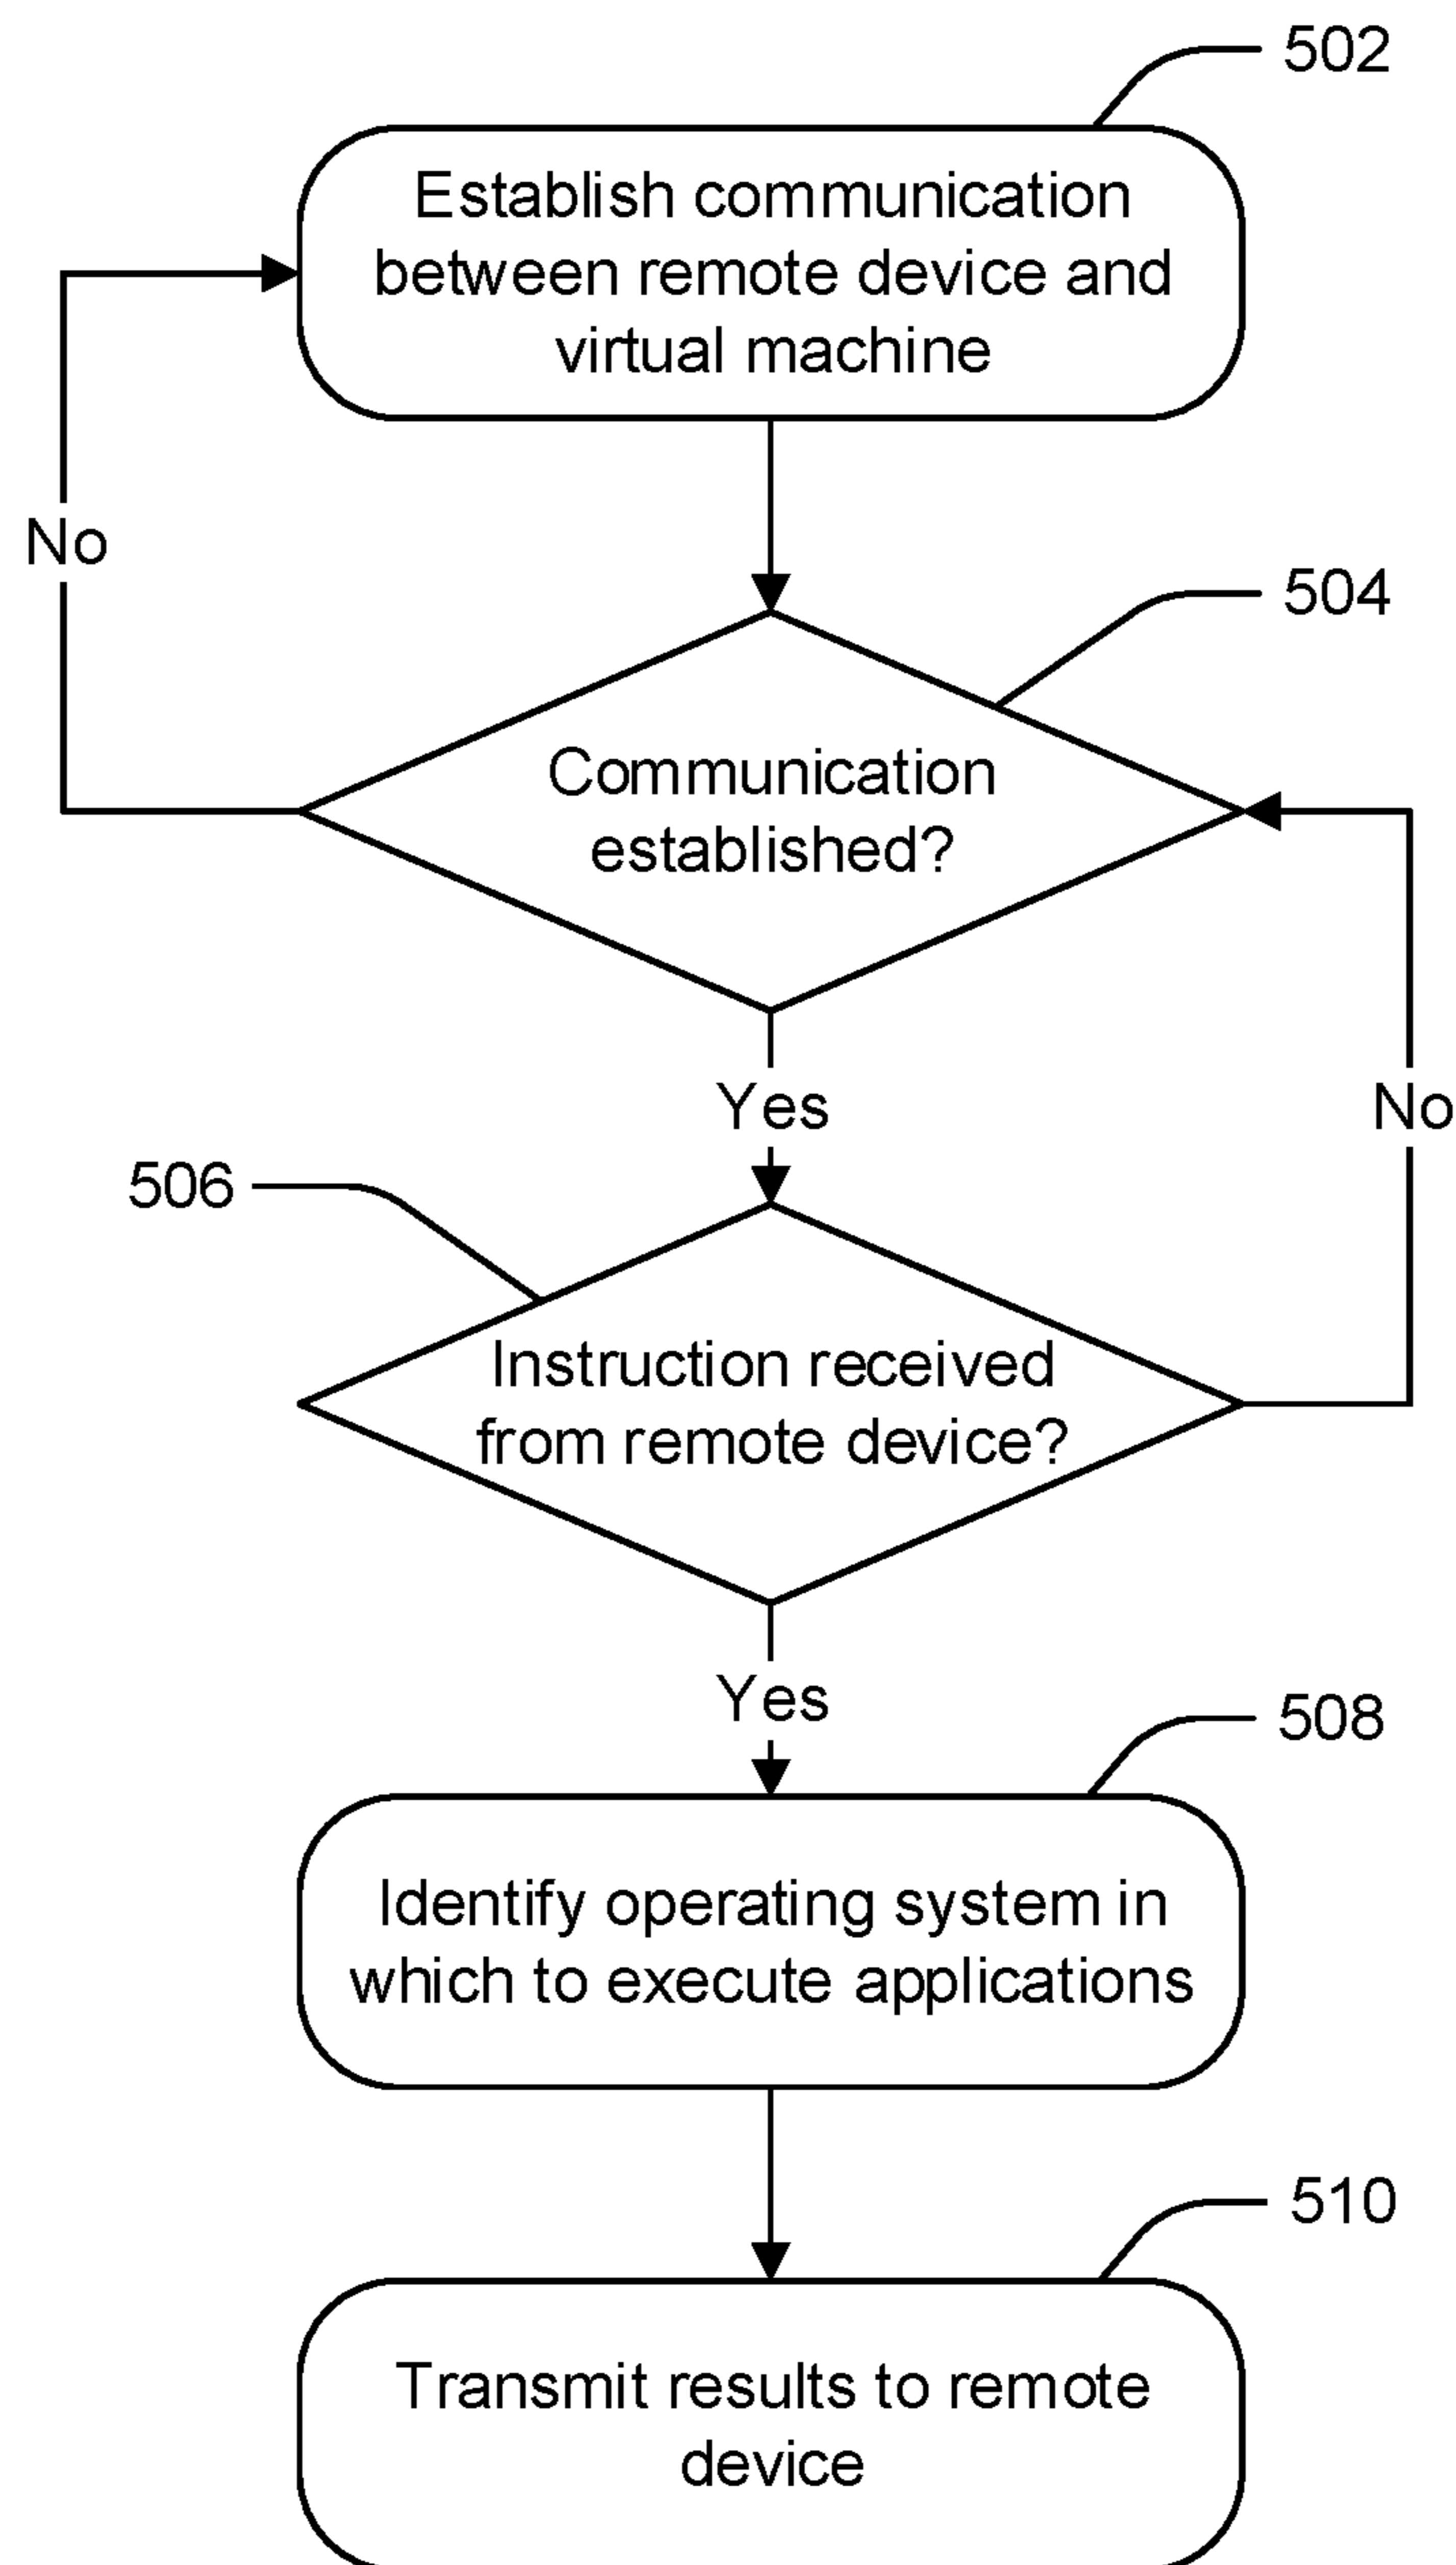 502
Establish communication
between remote device and
virtual machine
No
504
Communication
established?
Yes
No
506
Instruction received
from remote device?
Yes
508
Identify operating system in
which to execute applications
510
Transmit results to remote
device